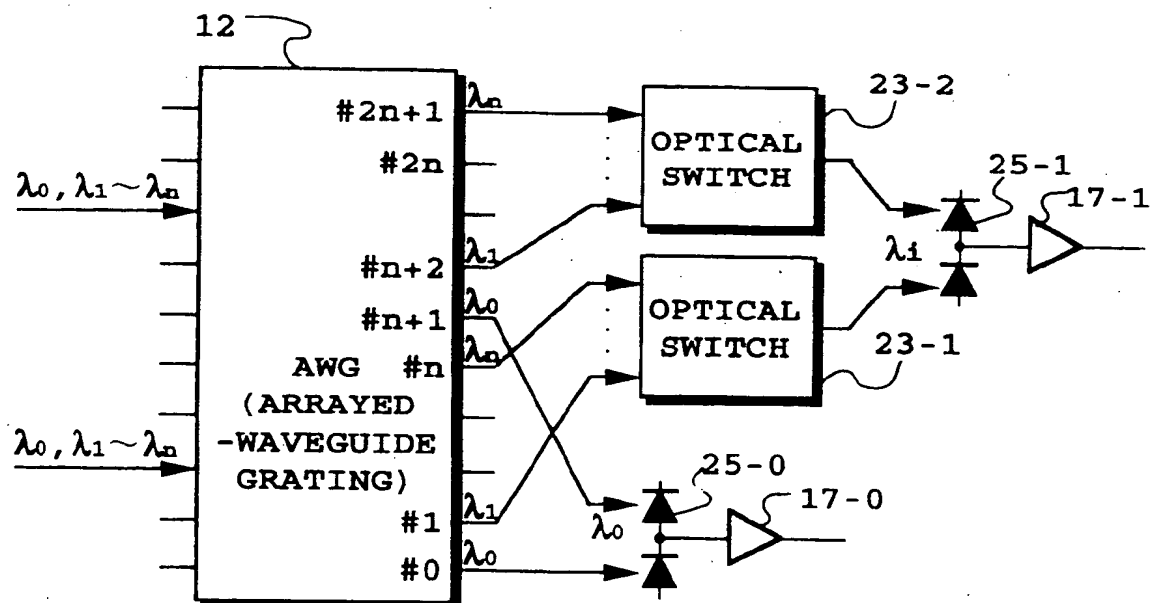 12
#2n+1
λn
23-2
OPTICAL
SWITCH
#2n
25-1
17-1
λ0, λ1~λn
λ1
#n+2
λi
λ0
#n+1
OPTICAL
SWITCH
λn
#n
23-1
AWG
(ARRAYED
-WAVEGUIDE
GRATING)
λ0, λ1~λn
25-0
17-0
λ1
#1
λ0
λ0
#0